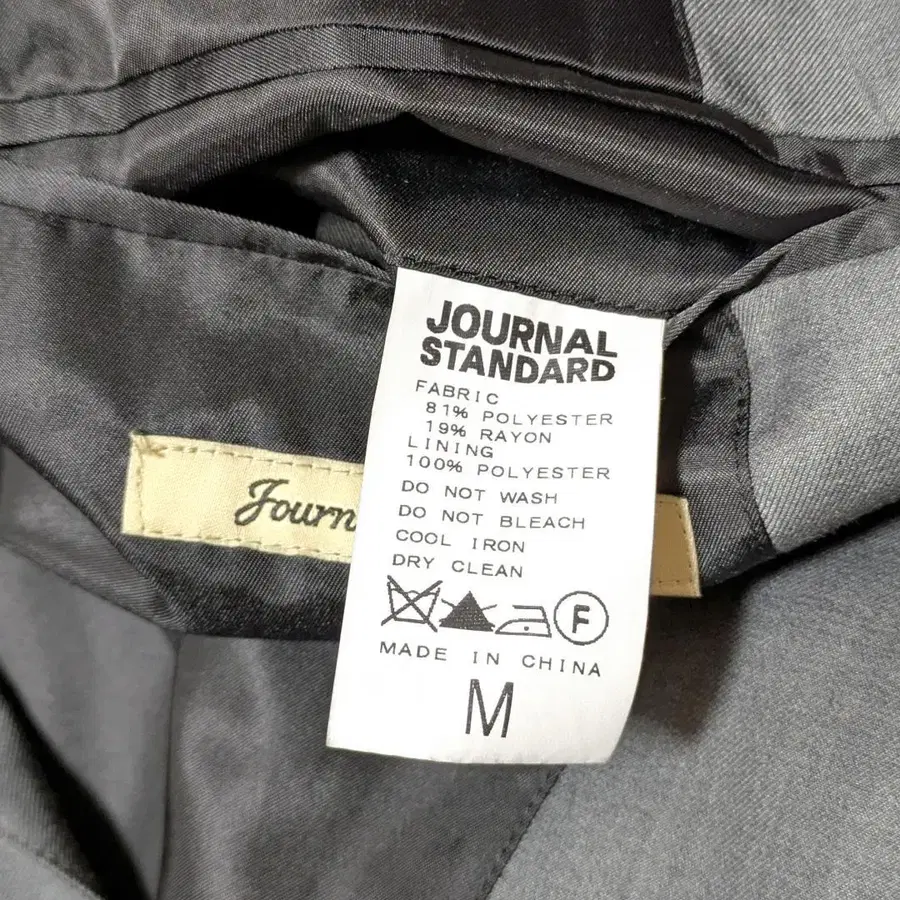 JOURNAL
STANDARD
FABRIC
81% POLYESTER
19% RAYON
LINING
100% POLYESTER
DO NOT WASH
DO NOT BLEACH
COOL IRON
DRY CLEAN
F
MADE IN CHINA
M
Journ